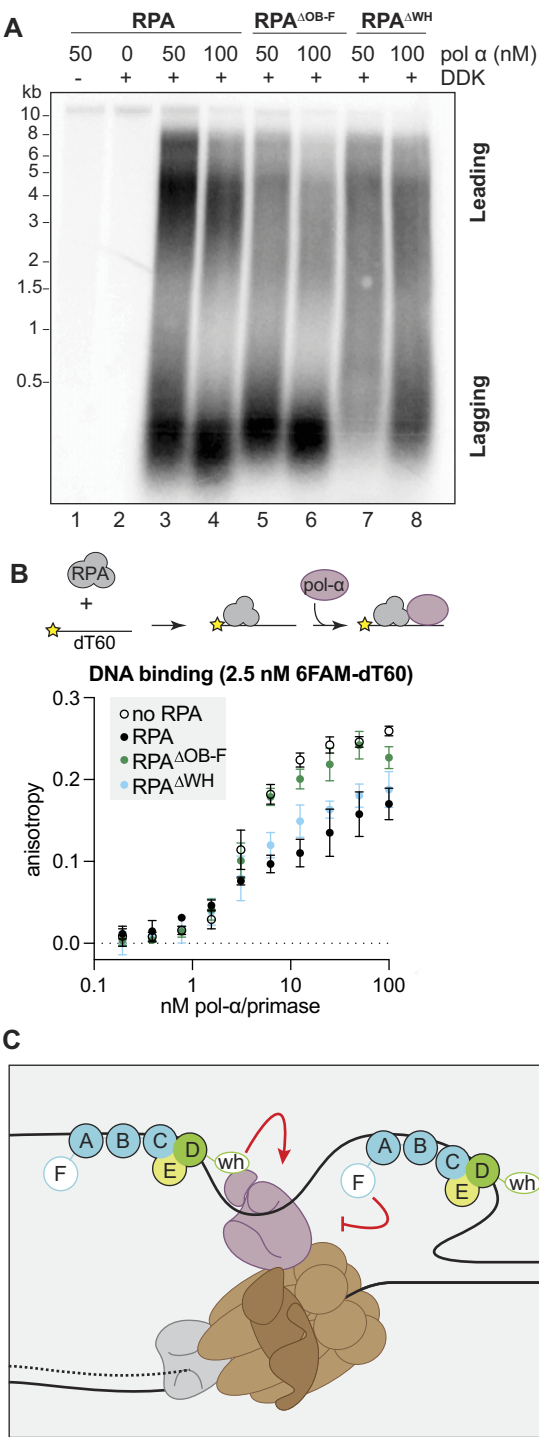 A
RPA RPA^ΔOB-F RPA^ΔWH
50 0 50 100 50 100 50 100 pol α (nM)
- + + + + + + + DDK
kb
10
8
6
5
4
3
2
1.5
1
0.5
Leading
Lagging
1 2 3 4 5 6 7 8
B
RPA
+
dT60
pol-α
DNA binding (2.5 nM 6FAM-dT60)
no RPA
RPA
RPA^ΔOB-F
RPA^ΔWH
anisotropy
0.3
0.2
0.1
0.0
0.1 1 10 100
nM pol-α/primase
C
A B C D E F wh
A B C D E F wh